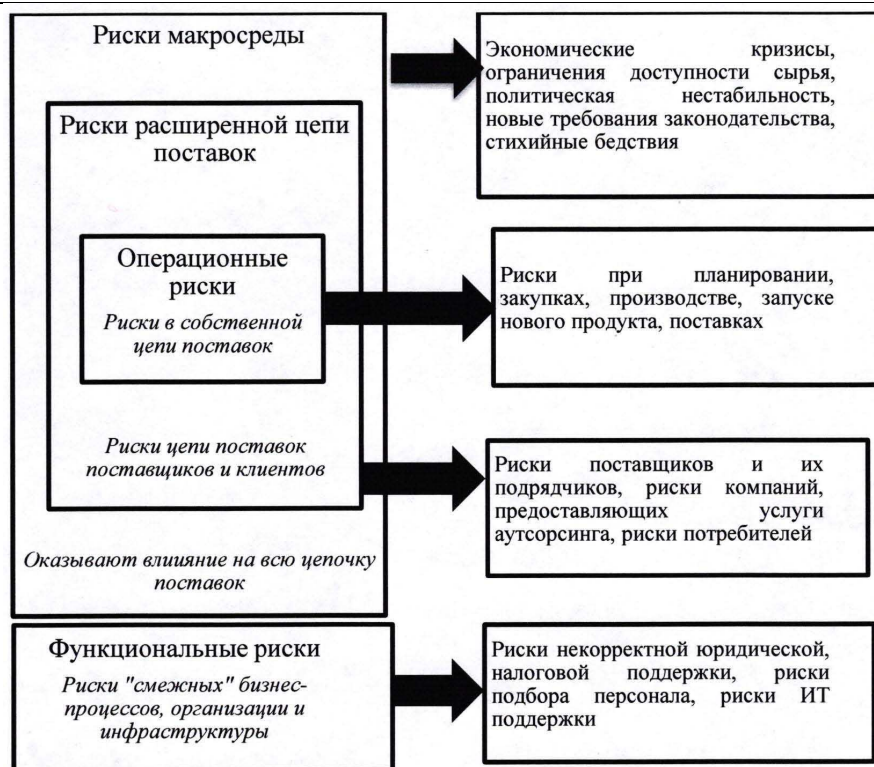 Риски макросреды
Экономические кризисы,
ограничения доступности сырья,
политическая нестабильность,
новые требования законодательства,
стихийные бедствия
Риски расширенной цепи
поставок
Операционные
риски
Риски в собственной
цепи поставок
Риски при планировании,
закупках, производстве, запуске
нового продукта, поставках
Риски цепи поставок
поставщиков и клиентов
Риски поставщиков и их
подрядчиков, риски компаний,
предоставляющих услуги
аутсорсинга, риски потребителей
Оказывают влиияние на всю цепочку
поставок
Функциональные риски
Риски "смежных" бизнес-
процессов, организации и
инфраструктуры
Риски некорректной юридической,
налоговой поддержки, риски
подбора персонала, риски ИТ
поддержки